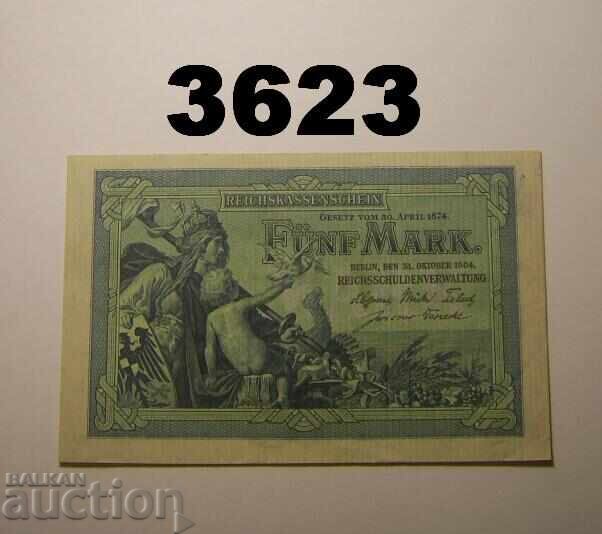 3623
REICHSKASSENSCHEIN
GESETZ VOM 30. APRIL 1874.
FÜNF MARK.
BERLIN, DEN 31. OKTOBER 1904.
REICHSSCHULDENVERWALTUNG
BALKAN
auction